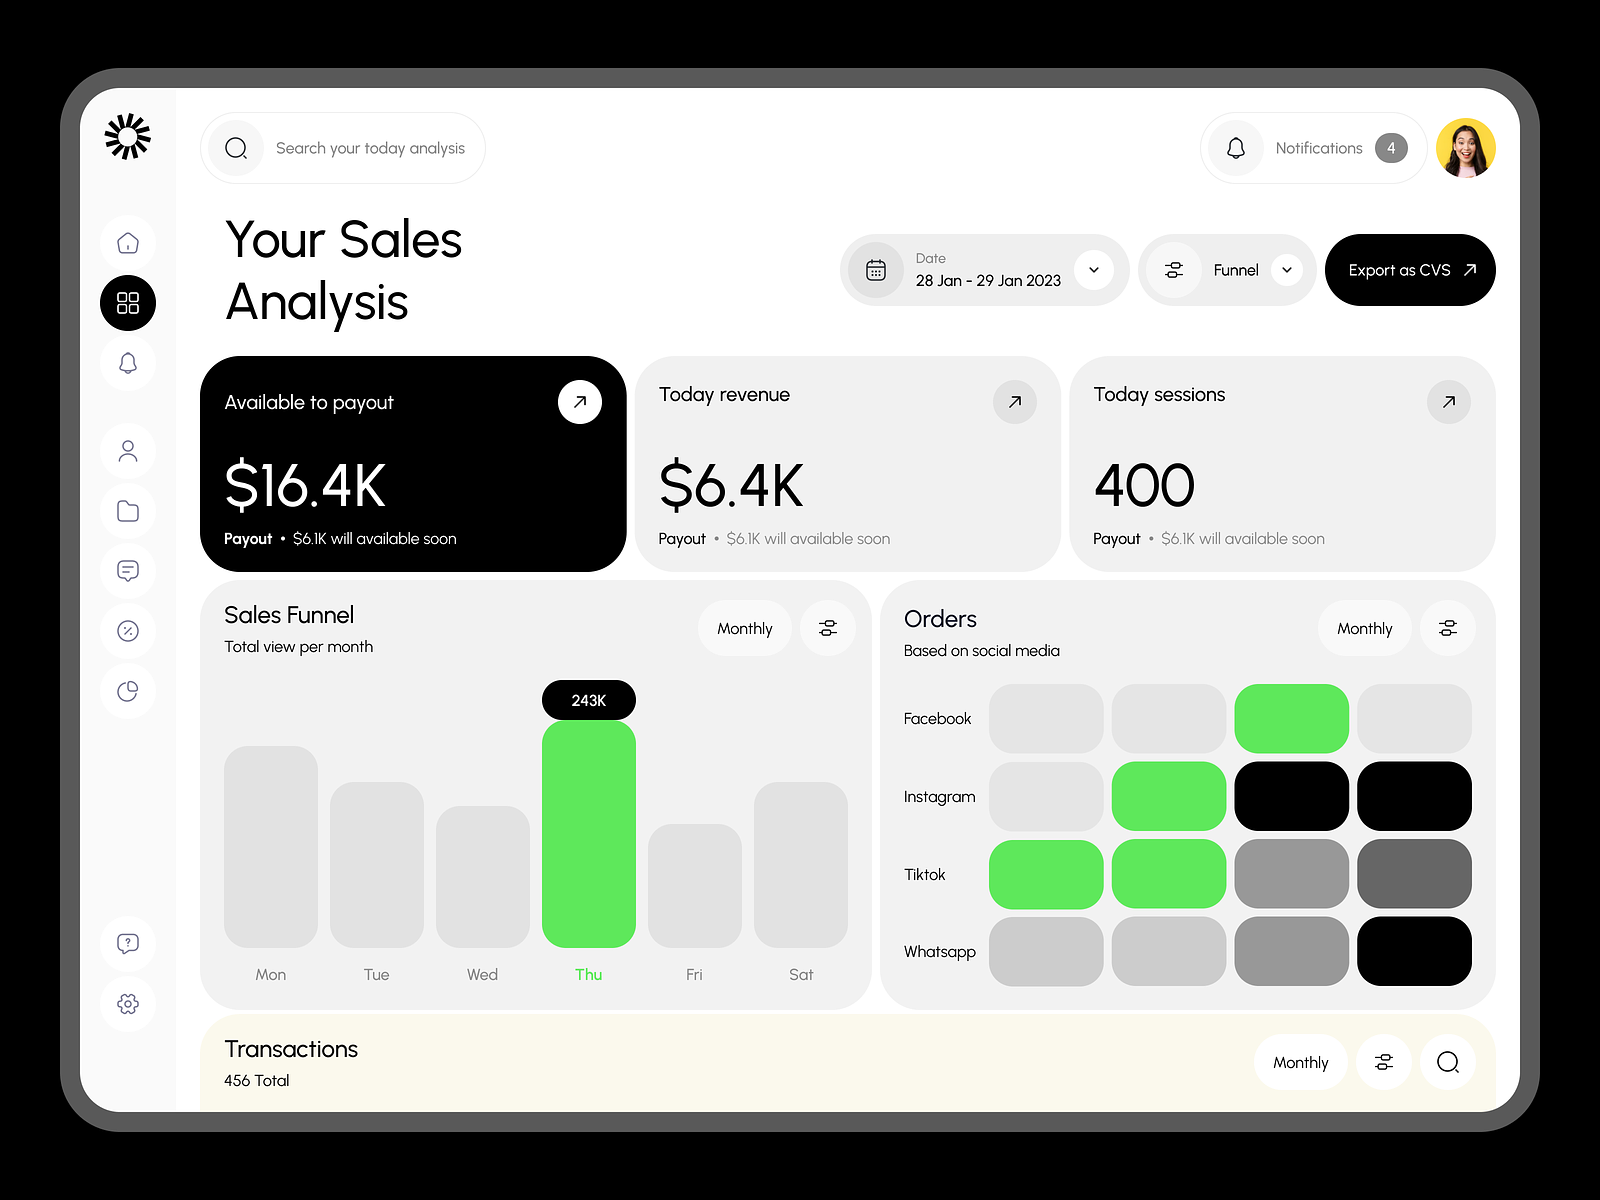 Search your today analysis
Notifications 4
Your Sales
Analysis
Date
28 Jan - 29 Jan 2023
Funnel
Export as CVS
Available to payout
$16.4K
Payout • $6.1K will available soon
Today revenue
$6.4K
Payout • $6.1K will available soon
Today sessions
400
Payout • $6.1K will available soon
Sales Funnel
Total view per month
Monthly
243K
Mon Tue Wed Thu Fri Sat
Orders
Based on social media
Monthly
Facebook
Instagram
Tiktok
Whatsapp
Transactions
456 Total
Monthly